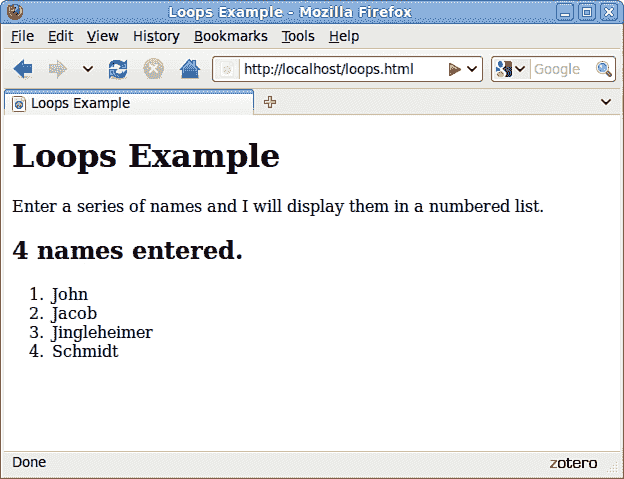 Loops Example - Mozilla Firefox
File Edit View History Bookmarks Tools Help
http://localhost/loops.html Google
Loops Example
Loops Example
Enter a series of names and I will display them in a numbered list.
4 names entered.
1. John
2. Jacob
3. Jingleheimer
4. Schmidt
Done zotero